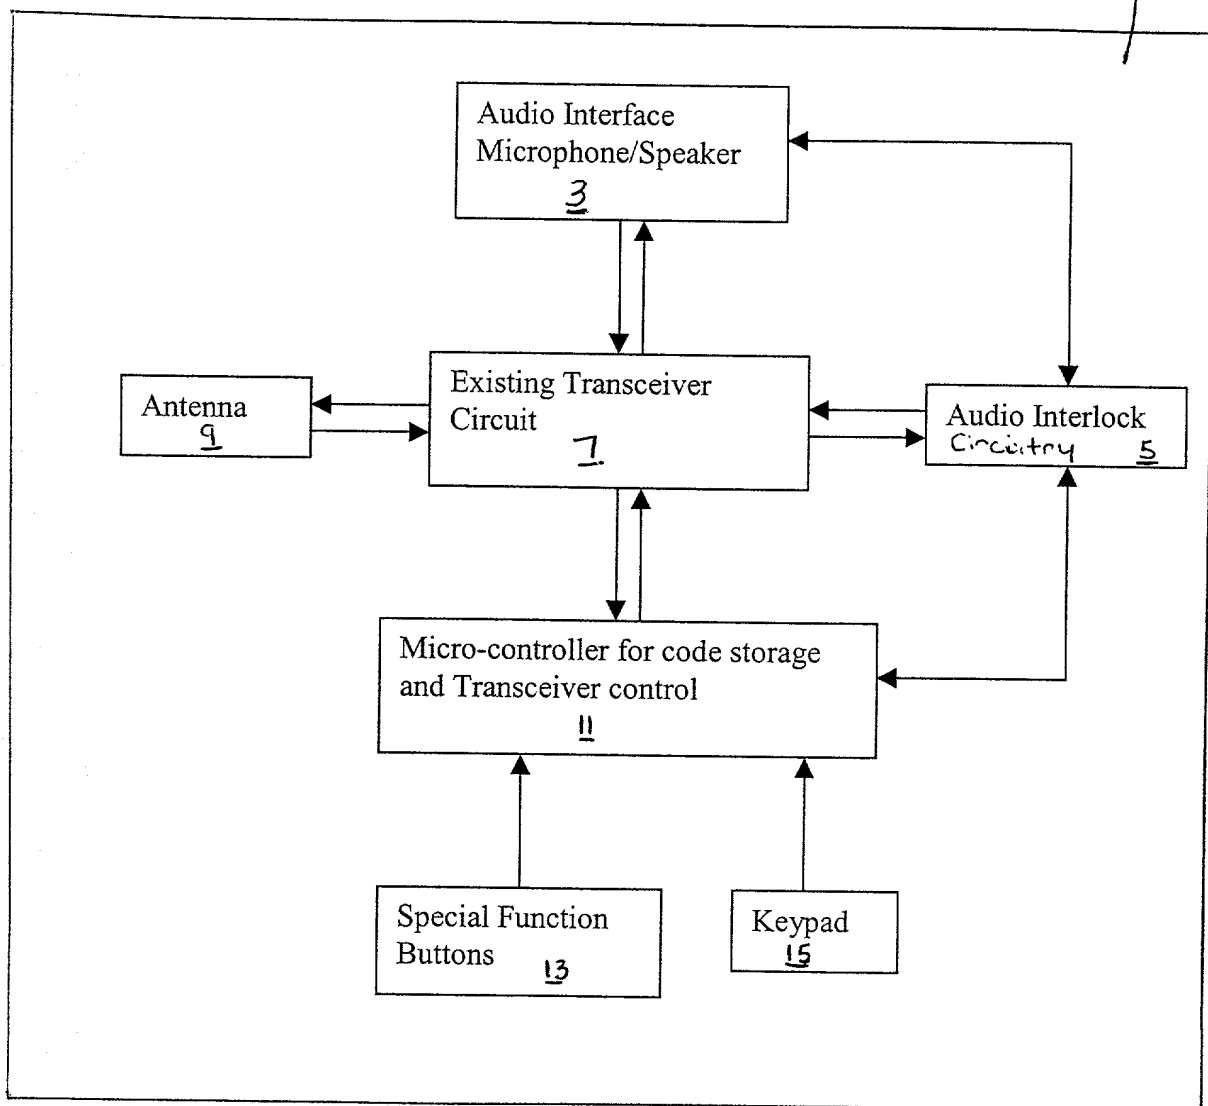 Audio Interface
Microphone/Speaker
3
Existing Transceiver
Circuit
7
Antenna
9
Audio Interlock
Circuitry 5
Micro-controller for code storage
and Transceiver control
11
Special Function
Buttons 13
Keypad
15